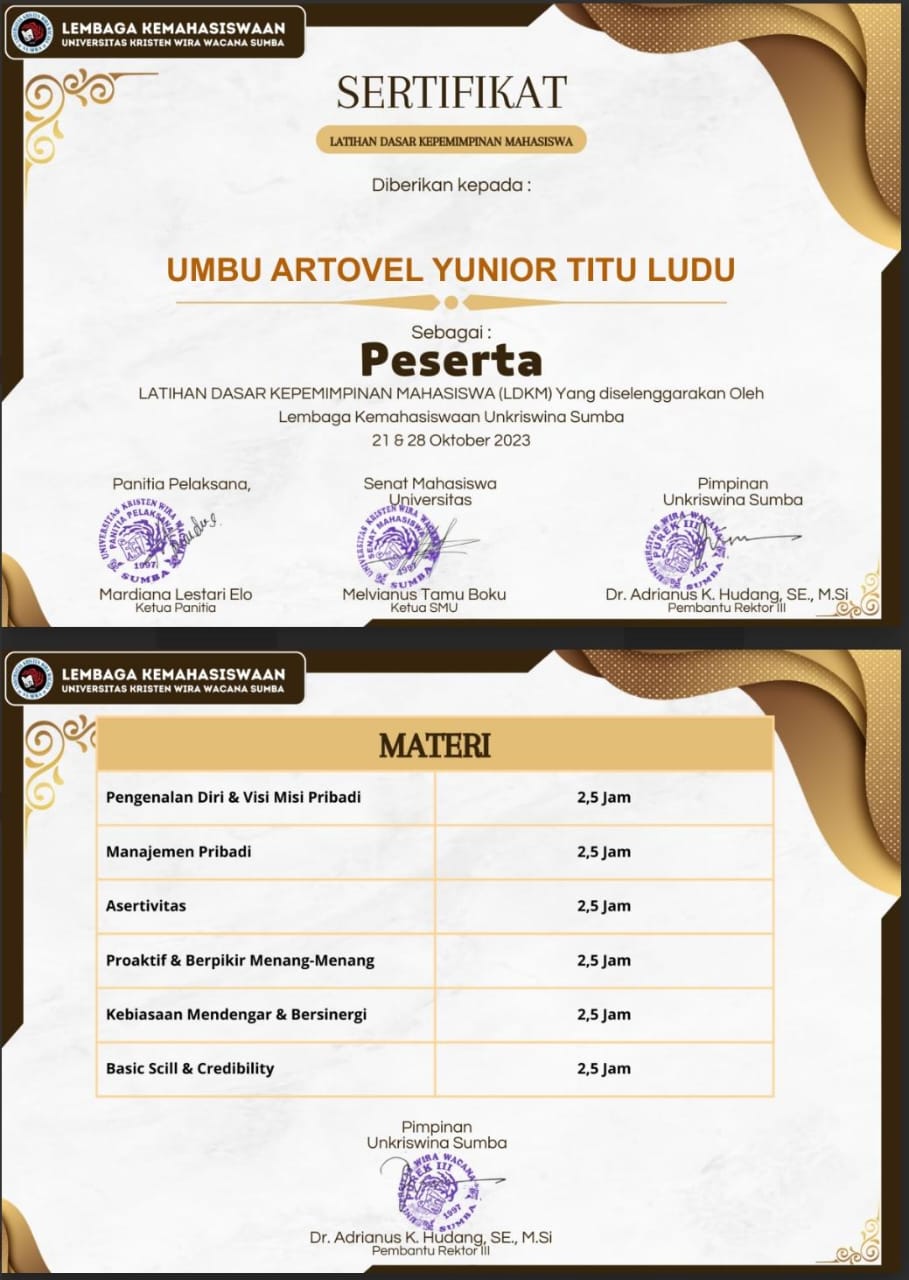 LEMBAGA KEMAHASISWAAN
UNIVERSITAS KRISTEN WIRA WACANA SUMBA
SERTIFIKAT
LATIHAN DASAR KEPEMIMPINAN MAHASISWA
Diberikan kepada :
UMBU ARTOVEL YUNIOR TITU LUDU
Sebagai :
Peserta
LATIHAN DASAR KEPEMIMPINAN MAHASISWA (LDKM) Yang diselenggarakan Oleh
Lembaga Kemahasiswaan Unkriswina Sumba
21 & 28 Oktober 2023
Panitia Pelaksana,
UNIVERSITAS KRISTEN WIRA
PANITIA PELAKSANA
1997
SUMBA
Mardiana Lestari Elo
Ketua Panitia
Senat Mahasiswa
Universitas
UNIVERSITAS KRISTEN WIRA
SENAT MAHASISWA
1997
SUMBA
Melvianus Tamu Boku
Ketua SMU
Pimpinan
Unkriswina Sumba
WIRA
PUREK III
1997
SUMBA
Dr. Adrianus K. Hudang, SE., M.Si
Pembantu Rektor III
LEMBAGA KEMAHASISWAAN
UNIVERSITAS KRISTEN WIRA WACANA SUMBA
MATERI
Pengenalan Diri & Visi Misi Pribadi 2,5 Jam
Manajemen Pribadi 2,5 Jam
Asertivitas 2,5 Jam
Proaktif & Berpikir Menang-Menang 2,5 Jam
Kebiasaan Mendengar & Bersinergi 2,5 Jam
Basic Scill & Credibility 2,5 Jam
Pimpinan
Unkriswina Sumba
WIRA WACANA
PUREK III
1997
SUMBA
Dr. Adrianus K. Hudang, SE., M.Si
Pembantu Rektor III